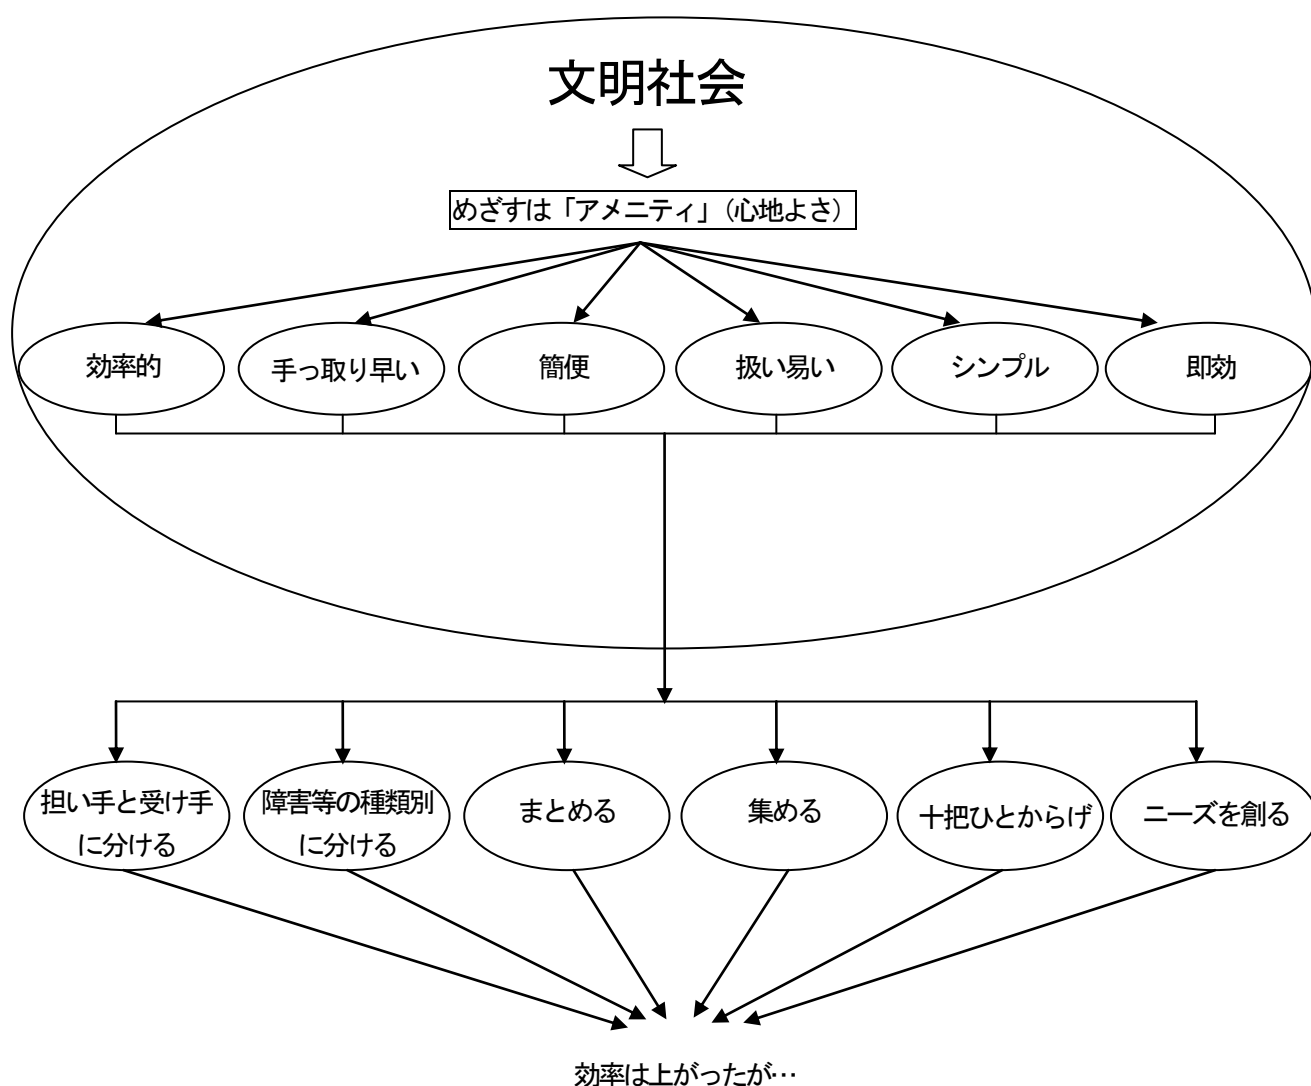 文明社会
めざすは「アメニティ」（心地よさ）
効率的
手っ取り早い
簡便
扱い易い
シンプル
即効
担い手と受け手
に分ける
障害等の種類別
に分ける
まとめる
集める
十把ひとからげ
ニーズを創る
効率は上がったが…